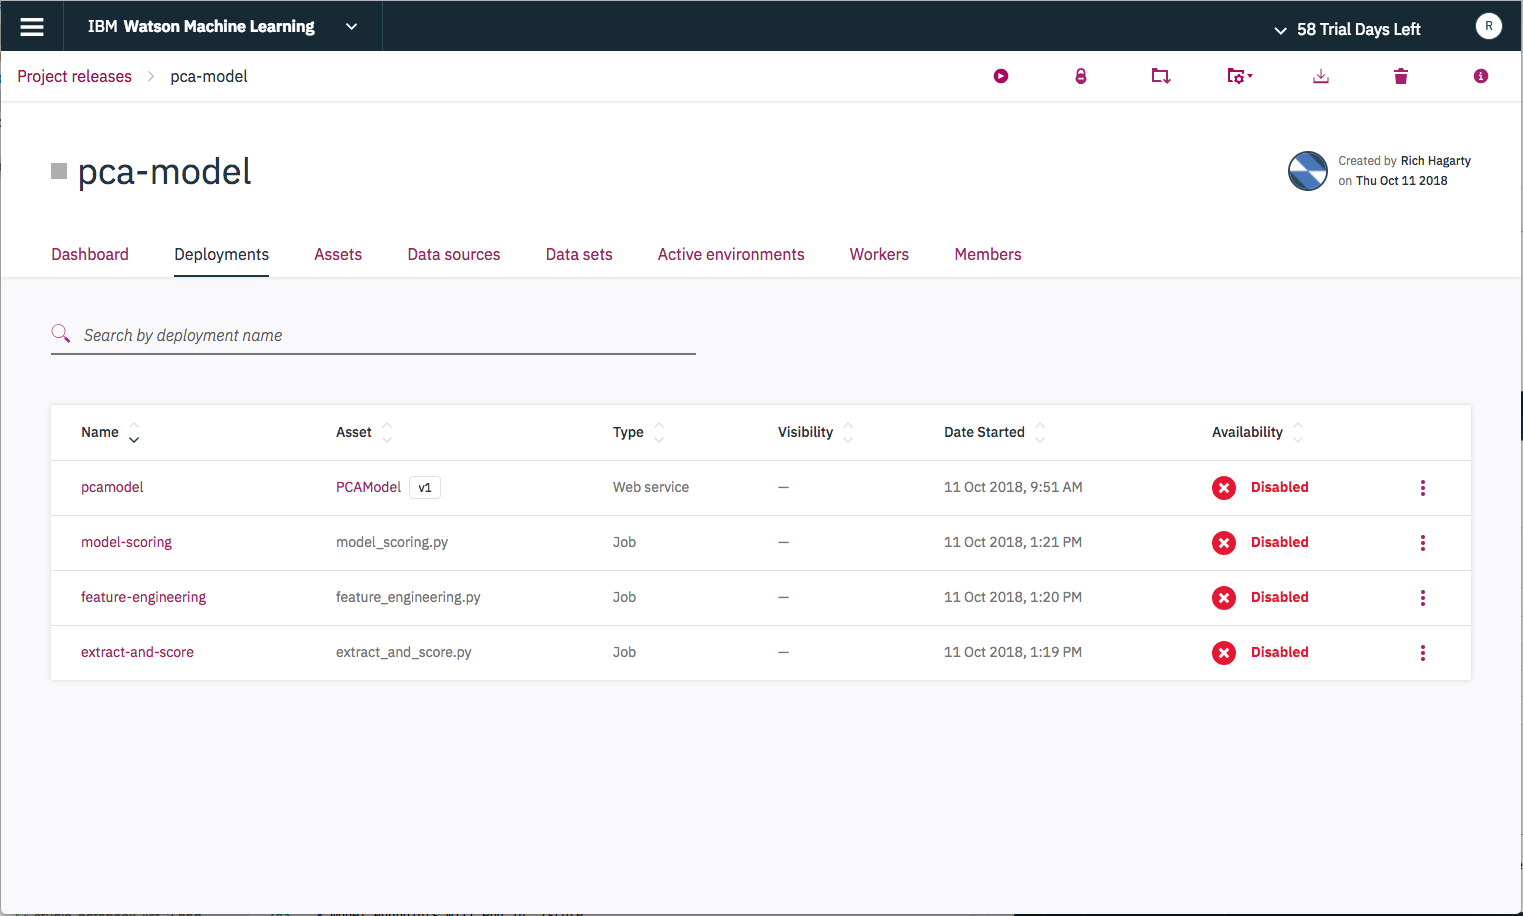 IBM Watson Machine Learning
58 Trial Days Left
R
Project releases > pca-model
pca-model
Created by Rich Hagarty
on Thu Oct 11 2018
Dashboard Deployments Assets Data sources Data sets Active environments Workers Members
Search by deployment name
Name Asset Type Visibility Date Started Availability
pcamodel PCAModel v1 Web service — 11 Oct 2018, 9:51 AM Disabled
model-scoring model_scoring.py Job — 11 Oct 2018, 1:21 PM Disabled
feature-engineering feature_engineering.py Job — 11 Oct 2018, 1:20 PM Disabled
extract-and-score extract_and_score.py Job — 11 Oct 2018, 1:19 PM Disabled